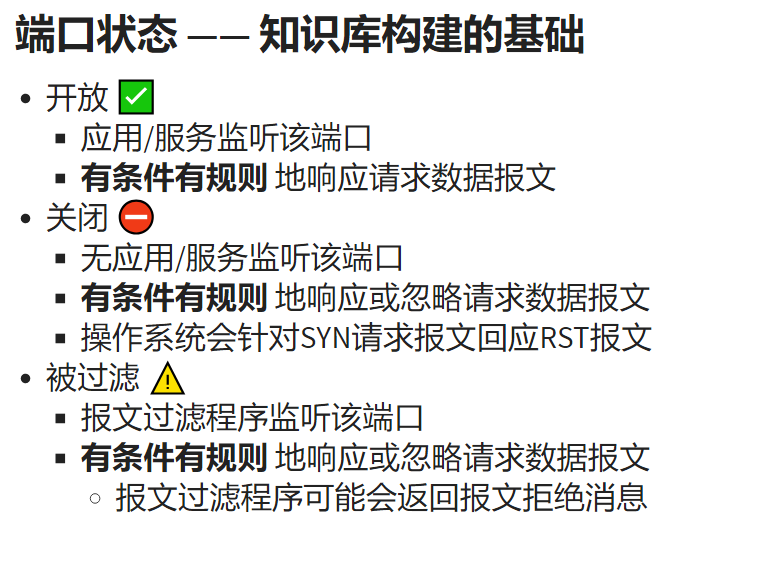 端口状态 —— 知识库构建的基础
开放 ✅
应用/服务监听该端口
有条件有规则 地响应请求数据报文
关闭 ⛔
无应用/服务监听该端口
有条件有规则 地响应或忽略请求数据报文
操作系统会针对SYN请求报文回应RST报文
被过滤 ⚠
报文过滤程序监听该端口
有条件有规则 地响应或忽略请求数据报文
报文过滤程序可能会返回报文拒绝消息